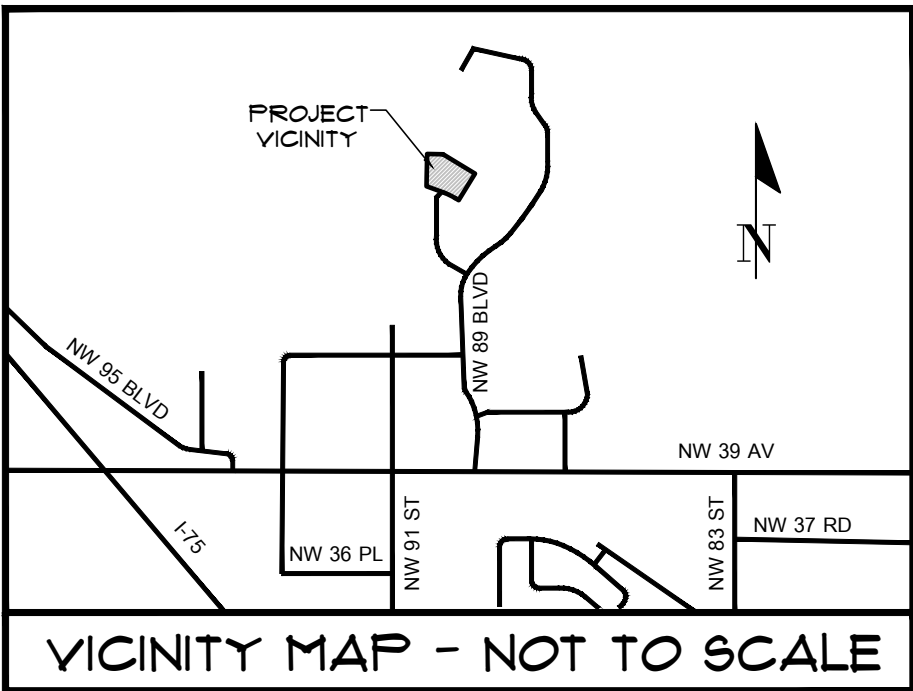 PROJECT
VICINITY
N
NW 89 BLVD
NW 95 BLVD
NW 39 AV
I-75
NW 36 PL
NW 91 ST
NW 83 ST
NW 37 RD
VICINITY MAP - NOT TO SCALE